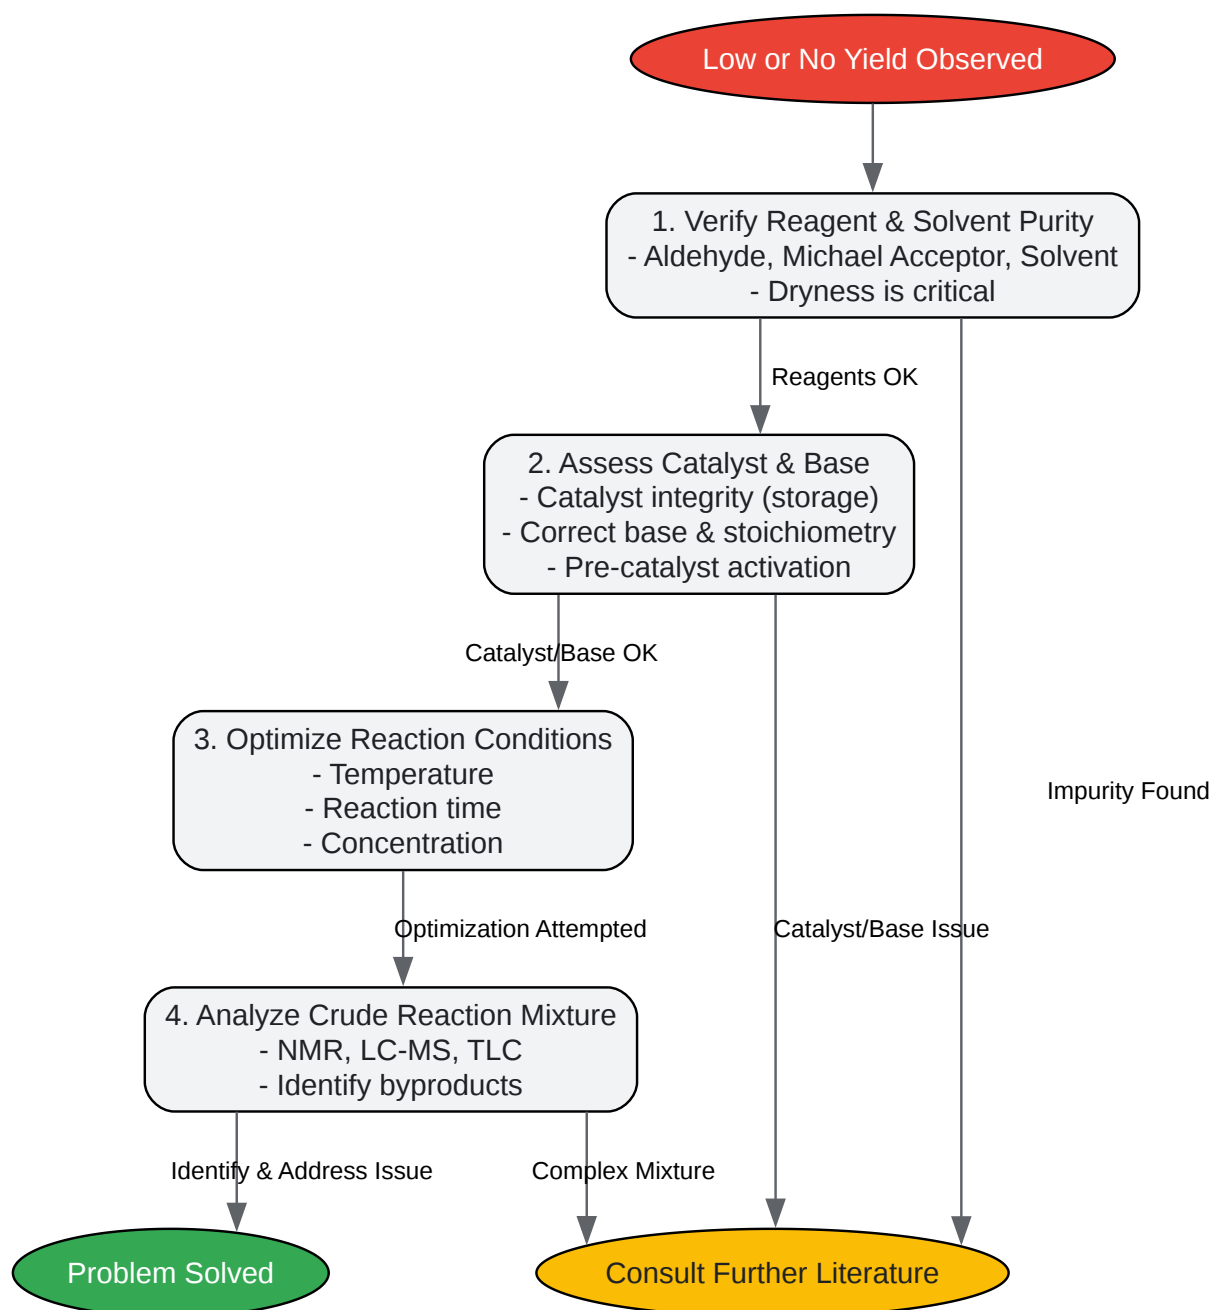 Low or No Yield Observed
1. Verify Reagent & Solvent Purity
- Aldehyde, Michael Acceptor, Solvent
- Dryness is critical
Reagents OK
2. Assess Catalyst & Base
- Catalyst integrity (storage)
- Correct base & stoichiometry
- Pre-catalyst activation
Catalyst/Base OK
3. Optimize Reaction Conditions
- Temperature
- Reaction time
- Concentration
Impurity Found
Optimization Attempted
Catalyst/Base Issue
4. Analyze Crude Reaction Mixture
- NMR, LC-MS, TLC
- Identify byproducts
Identify & Address Issue
Complex Mixture
Problem Solved
Consult Further Literature